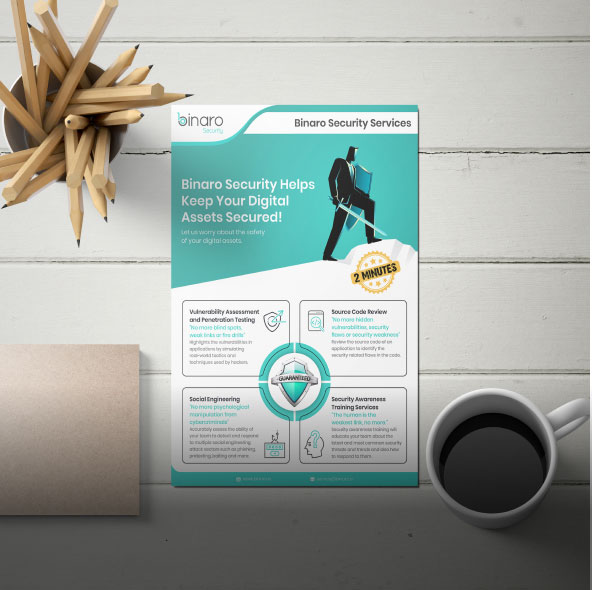 binaro
Security
Binaro Security Services
Binaro Security Helps
Keep Your Digital
Assets Secured!
Let us worry about the safety
of your digital assets.
2 MINUTES
Vulnerability Assessment
and Penetration Testing
"No more blind spots,
weak links or fire drills"
Highlights the vulnerabilities in
applications by simulating
real-world tactics and
techniques used by hackers.
Source Code Review
"No more hidden
vulnerabilities, security
flaws or security weakness"
Review the source code of an
application to identify the
security related flaws in the code.
GUARANTEED
Social Engineering
"No more psychological
manipulation from
cybercriminals"
Accurately assess the ability of
your team to detect and respond
to multiple social engineering
attack vectors such as phishing,
pretexting, baiting and more.
Security Awareness
Training Services
"The human is the
weakest link, no more."
Security awareness training will
educate your team about the
latest and most common security
threats and trends and also how
to respond to them.